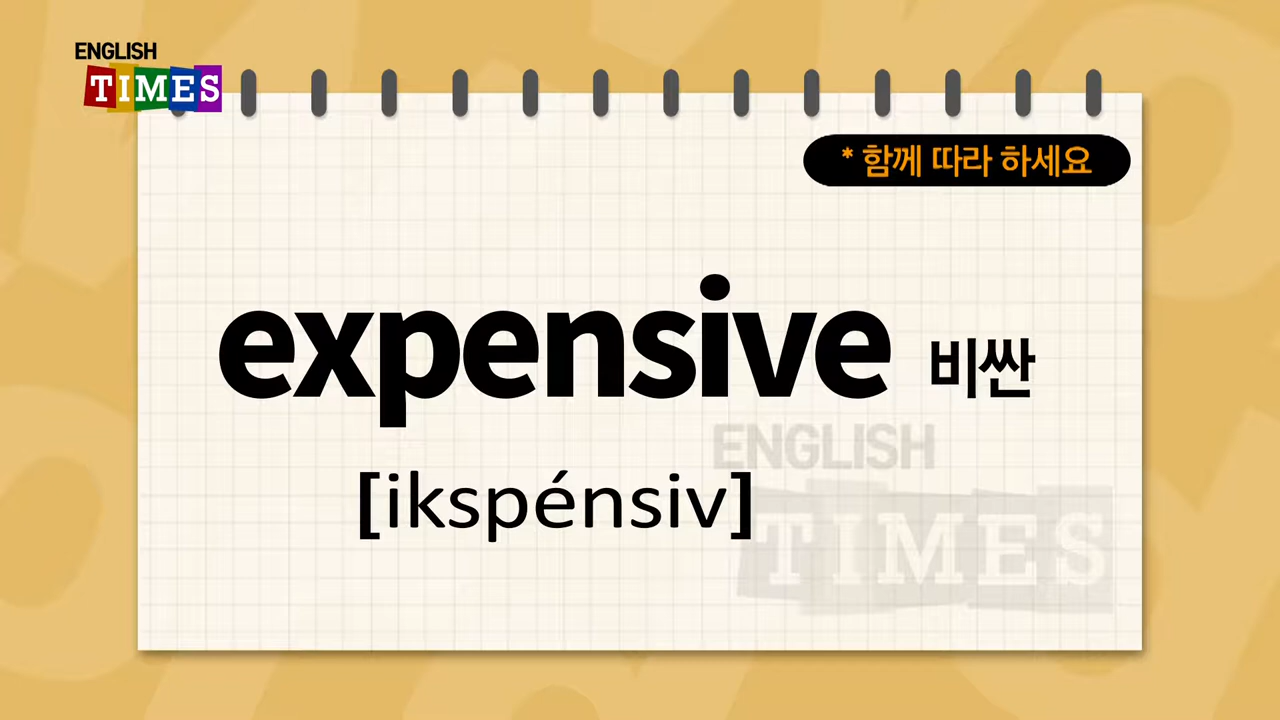 ENGLISH
TIMES
* 함께 따라 하세요
expensive 비싼
[ikspénsiv]
ENGLISH
TIMES